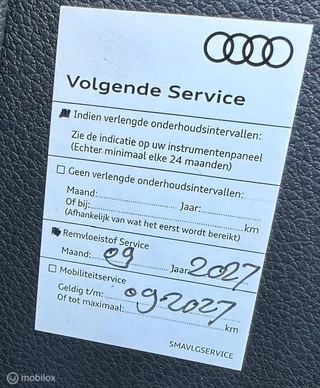 Volgende Service
Indien verlengde onderhoudsintervallen:
Zie de indicatie op uw instrumentenpaneel
(Echter minimaal elke 24 maanden)
Geen verlengde onderhoudsintervallen:
Maand: Jaar:
Of bij: km
(Afhankelijk van wat het eerst wordt bereikt)
Remvloeistof Service
Maand: 09 Jaar 2027
Mobiliteitservice
Geldig t/m: 09 2027
Of tot maximaal: km
SMAVLGSERVICE
mobilox